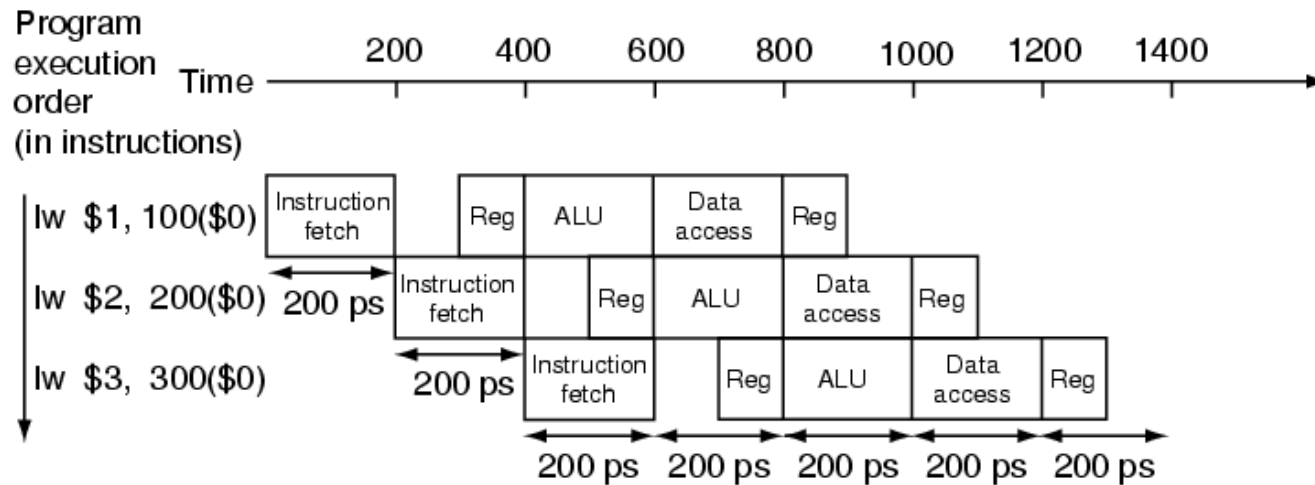 Program
execution
order
(in instructions)
Time
200 400 600 800 1000 1200 1400
lw $1, 100($0)
Instruction
fetch
Reg
ALU
Data
access
Reg
200 ps
lw $2, 200($0)
Instruction
fetch
Reg
ALU
Data
access
Reg
200 ps
lw $3, 300($0)
Instruction
fetch
Reg
ALU
Data
access
Reg
200 ps 200 ps 200 ps 200 ps 200 ps